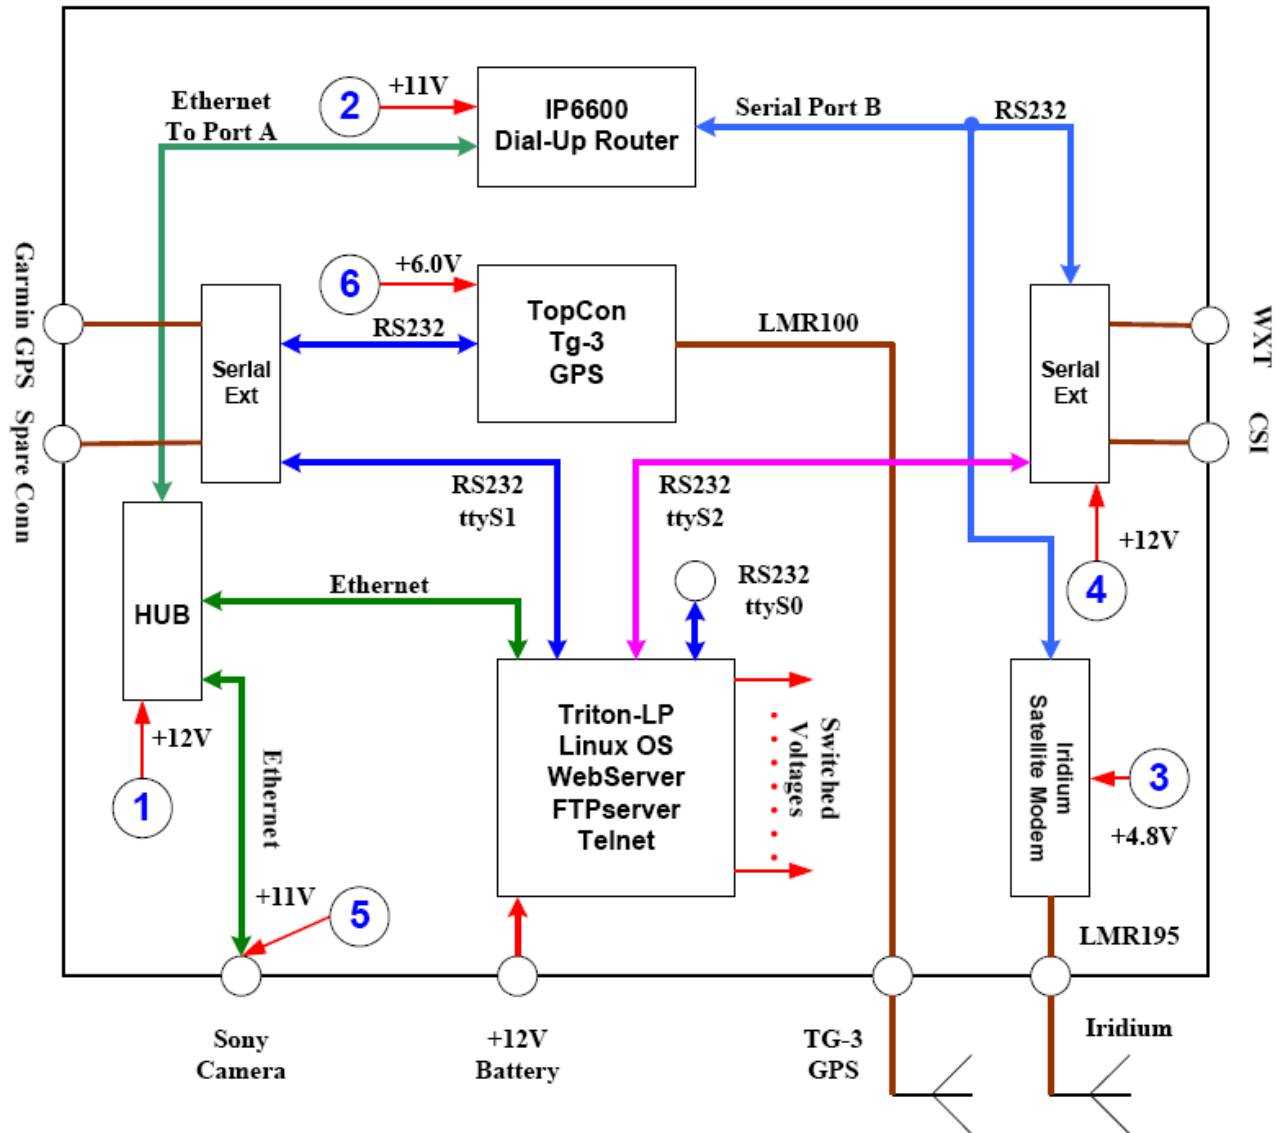 Ethernet
To Port A
2
+11V
IP6600
Dial-Up Router
Serial Port B
RS232
Garmin GPS
Spare Conn
6
+6.0V
RS232
TopCon
Tg-3
GPS
LMR100
Serial
Ext
Serial
Ext
WXT
CSI
RS232
ttyS1
RS232
ttyS2
RS232
ttyS0
+12V
4
Ethernet
HUB
+12V
1
Ethernet
Triton-LP
Linux OS
WebServer
FTPserver
Telnet
Switched
Voltages
Iridium
Satellite Modem
3
+4.8V
+11V
5
LMR195
Sony
Camera
+12V
Battery
TG-3
GPS
Iridium